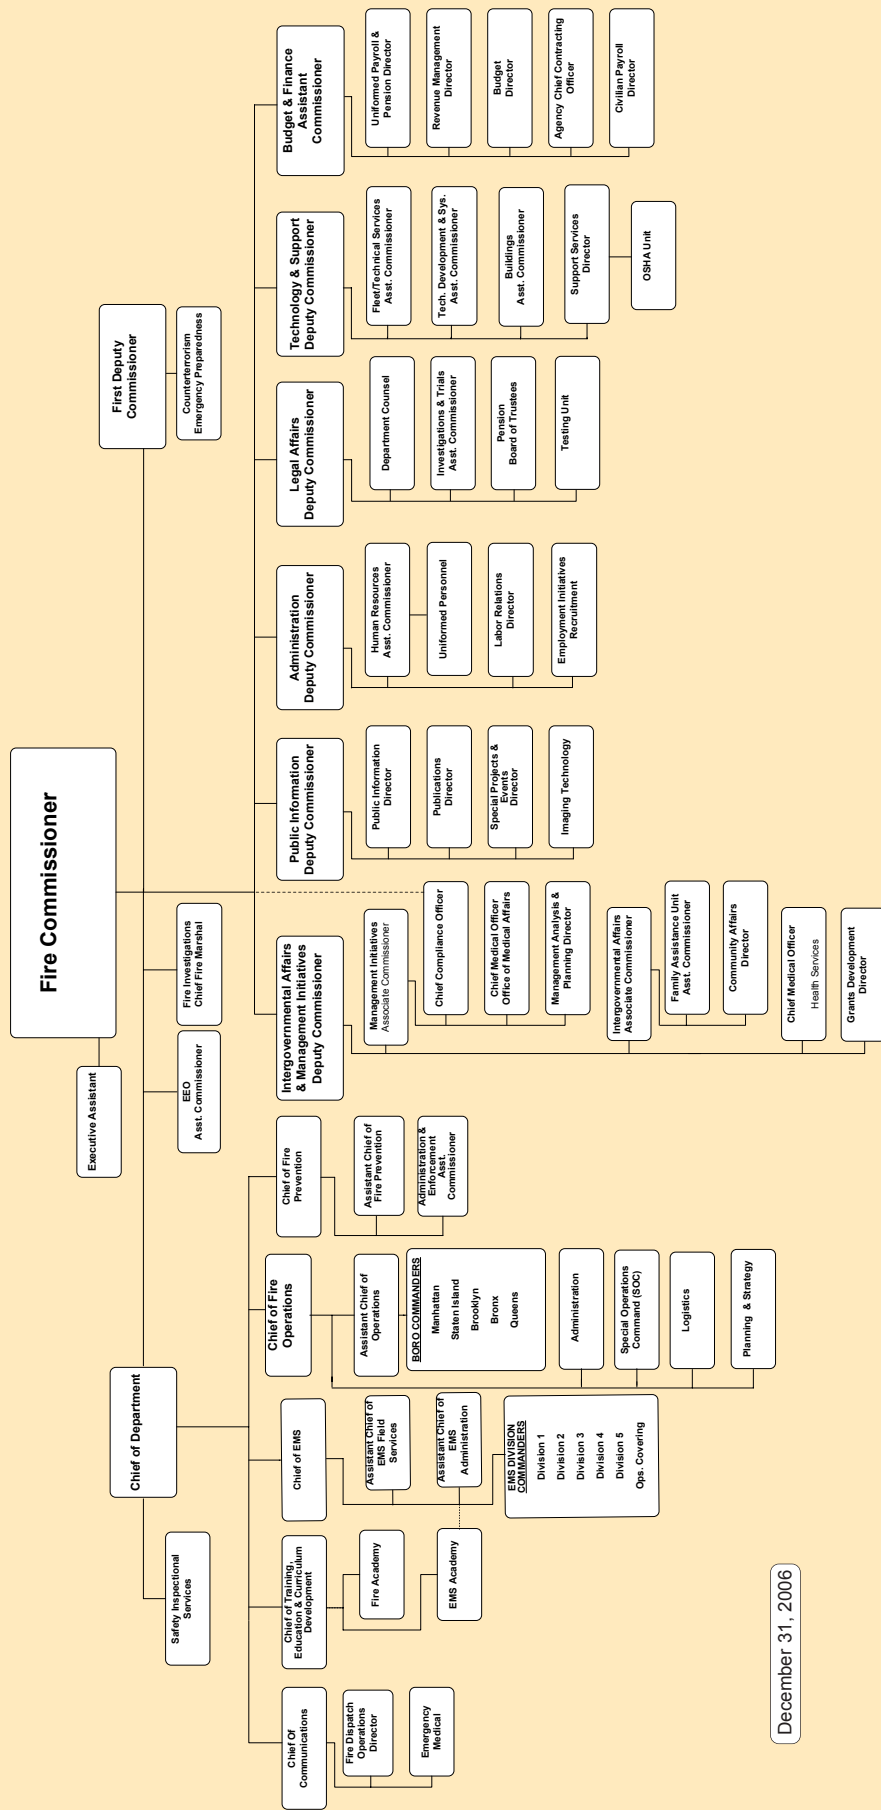 Fire Commissioner
Executive Assistant
First Deputy
Commissioner
Counterterrorism
Emergency Preparedness
EEO
Asst. Commissioner
Fire Investigations
Chief Fire Marshal
Chief of Department
Safety Inspectional
Services
Chief Of
Communications
Fire Dispatch
Operations
Director
Emergency
Medical
Chief of Training,
Education & Curriculum
Development
Fire Academy
EMS Academy
Chief of EMS
Assistant Chief of
EMS Field
Services
Assistant Chief of
EMS
Administration
EMS DIVISION
COMMANDERS
Division 1
Division 2
Division 3
Division 4
Division 5
Ops. Covering
Chief of Fire
Operations
Assistant Chief of
Operations
BORO COMMANDERS
Manhattan
Staten Island
Brooklyn
Bronx
Queens
Administration
Special Operations
Command (SOC)
Logistics
Planning & Strategy
Chief of Fire
Prevention
Assistant Chief of
Fire Prevention
Administration &
Enforcement
Asst.
Commissioner
Intergovernmental Affairs
& Management Initiatives
Deputy Commissioner
Management Initiatives
Associate Commissioner
Chief Compliance Officer
Chief Medical Officer
Office of Medical Affairs
Management Analysis &
Planning Director
Intergovernmental Affairs
Associate Commissioner
Family Assistance Unit
Asst. Commissioner
Community Affairs
Director
Chief Medical Officer
Health Services
Grants Development
Director
Public Information
Deputy Commissioner
Public Information
Director
Publications
Director
Special Projects &
Events
Director
Imaging Technology
Administration
Deputy Commissioner
Human Resources
Asst. Commissioner
Uniformed Personnel
Labor Relations
Director
Employment Initiatives
Recruitment
Legal Affairs
Deputy Commissioner
Department Counsel
Investigations & Trials
Asst. Commissioner
Pension
Board of Trustees
Testing Unit
Technology & Support
Deputy Commissioner
Fleet/Technical Services
Asst. Commissioner
Tech. Development & Sys.
Asst. Commissioner
Buildings
Asst. Commissioner
Support Services
Director
OSHA Unit
Budget & Finance
Assistant
Commissioner
Uniformed Payroll &
Pension Director
Revenue Management
Director
Budget
Director
Agency Chief Contracting
Officer
Civilian Payroll
Director
December 31, 2006